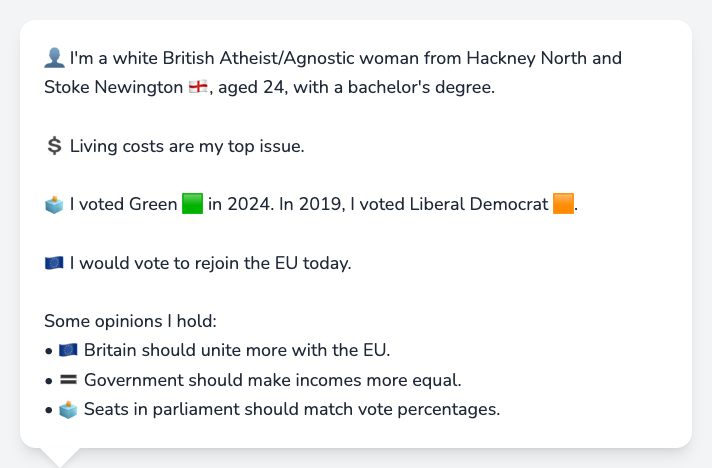 👤 I'm a white British Atheist/Agnostic woman from Hackney North and
Stoke Newington 🏴󠁧󠁢󠁥󠁮󠁧󠁿, aged 24, with a bachelor's degree.
💲 Living costs are my top issue.
🗳️ I voted Green 🟩 in 2024. In 2019, I voted Liberal Democrat 🟧.
🇪🇺 I would vote to rejoin the EU today.
Some opinions I hold:
• 🇪🇺 Britain should unite more with the EU.
• 🟰 Government should make incomes more equal.
• 🗳️ Seats in parliament should match vote percentages.